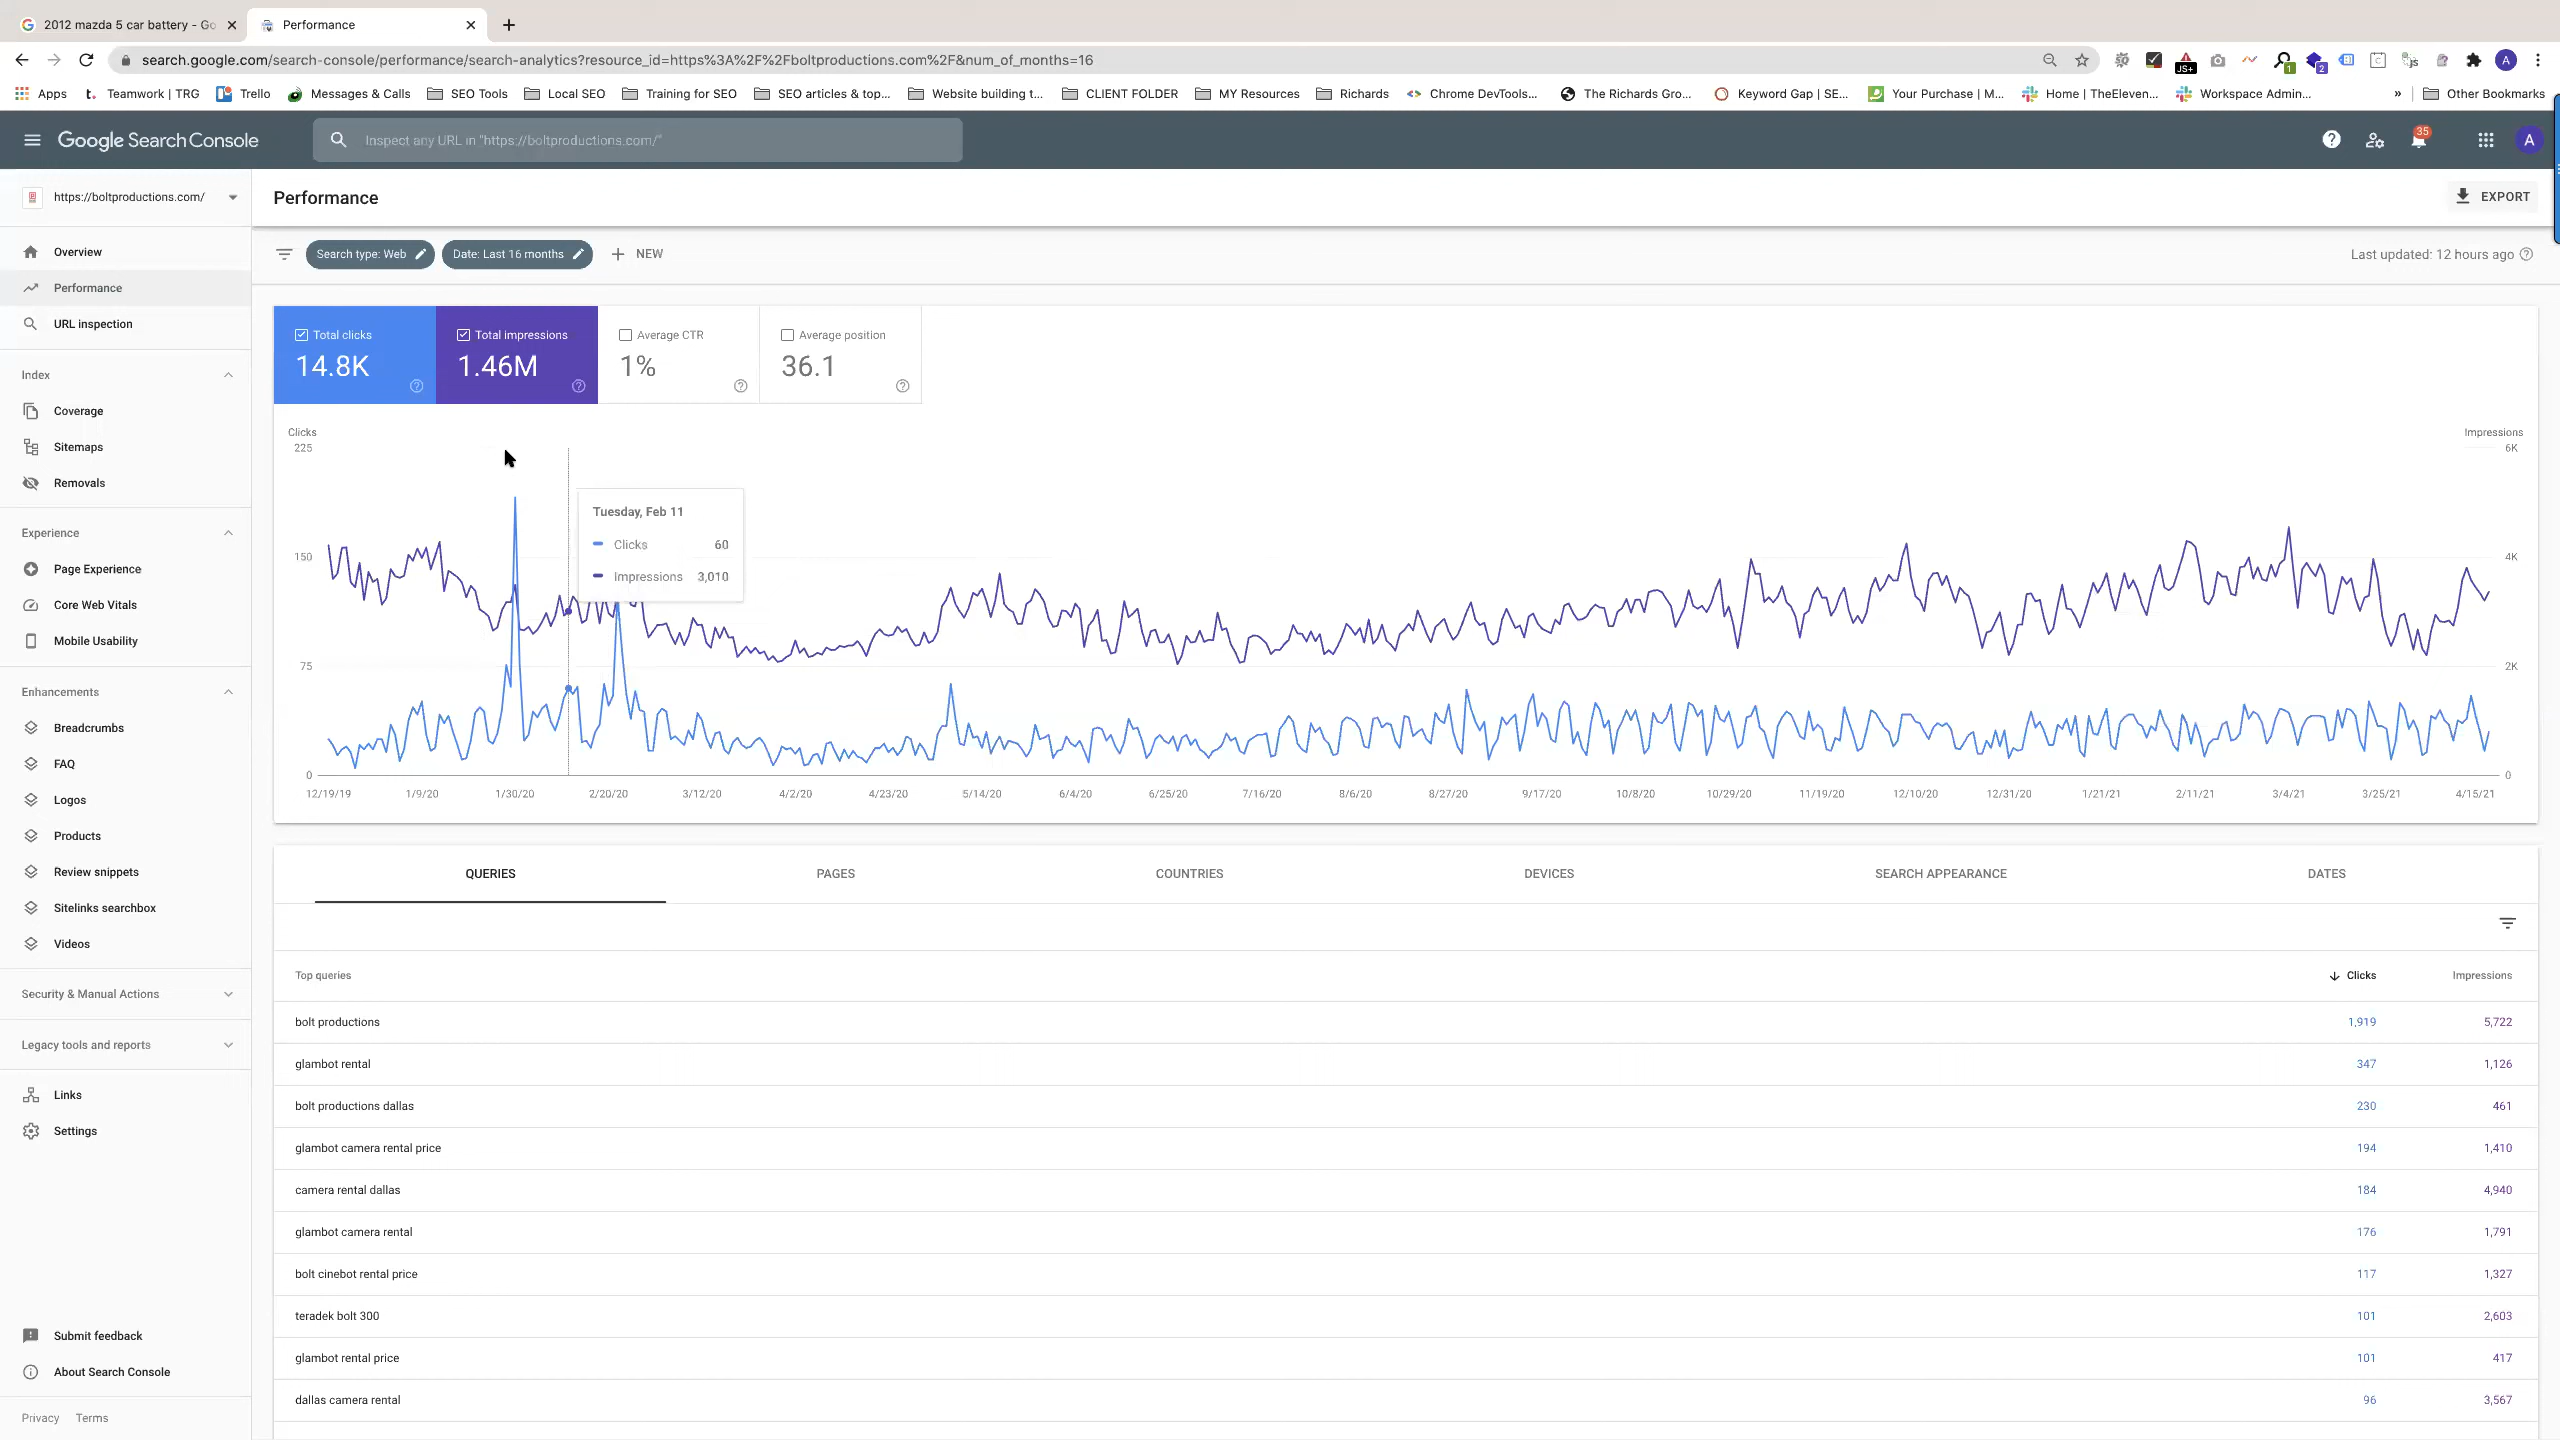 2012 mazda 5 car battery - Go
Performance
search.google.com/search-console/performance/search-analytics?resource_id=https%3A%2F%2Fboltproductions.com%2F&num_of_months=16
JS+
1
2
A
Apps
t. Teamwork | TRG
Trello
Messages & Calls
SEO Tools
Local SEO
Training for SEO
SEO articles & top...
Website building t...
CLIENT FOLDER
MY Resources
Richards
Chrome DevTools...
The Richards Gro...
Keyword Gap | SE...
Your Purchase | M...
Home | TheEleven...
Workspace Admin...
»
Other Bookmarks
Google Search Console
Inspect any URL in "https://boltproductions.com/"
35
A
https://boltproductions.com/
Performance
EXPORT
Overview
Performance
URL inspection
Index
Coverage
Sitemaps
Removals
Experience
Page Experience
Core Web Vitals
Mobile Usability
Enhancements
Breadcrumbs
FAQ
Logos
Products
Review snippets
Sitelinks searchbox
Videos
Security & Manual Actions
Legacy tools and reports
Links
Settings
Submit feedback
About Search Console
Privacy Terms
Search type: Web
Date: Last 16 months
NEW
Last updated: 12 hours ago
Total clicks
14.8K
Total impressions
1.46M
Average CTR
1%
Average position
36.1
Clicks
225
150
75
0
Impressions
6K
4K
2K
0
Tuesday, Feb 11
Clicks 60
Impressions 3,010
12/19/19 1/9/20 1/30/20 2/20/20 3/12/20 4/2/20 4/23/20 5/14/20 6/4/20 6/25/20 7/16/20 8/6/20 8/27/20 9/17/20 10/8/20 10/29/20 11/19/20 12/10/20 12/31/20 1/21/21 2/11/21 3/4/21 3/25/21 4/15/21
QUERIES PAGES COUNTRIES DEVICES SEARCH APPEARANCE DATES
Top queries Clicks Impressions
bolt productions 1,919 5,722
glambot rental 347 1,126
bolt productions dallas 230 461
glambot camera rental price 194 1,410
camera rental dallas 184 4,940
glambot camera rental 176 1,791
bolt cinebot rental price 117 1,327
teradek bolt 300 101 2,603
glambot rental price 101 417
dallas camera rental 96 3,567